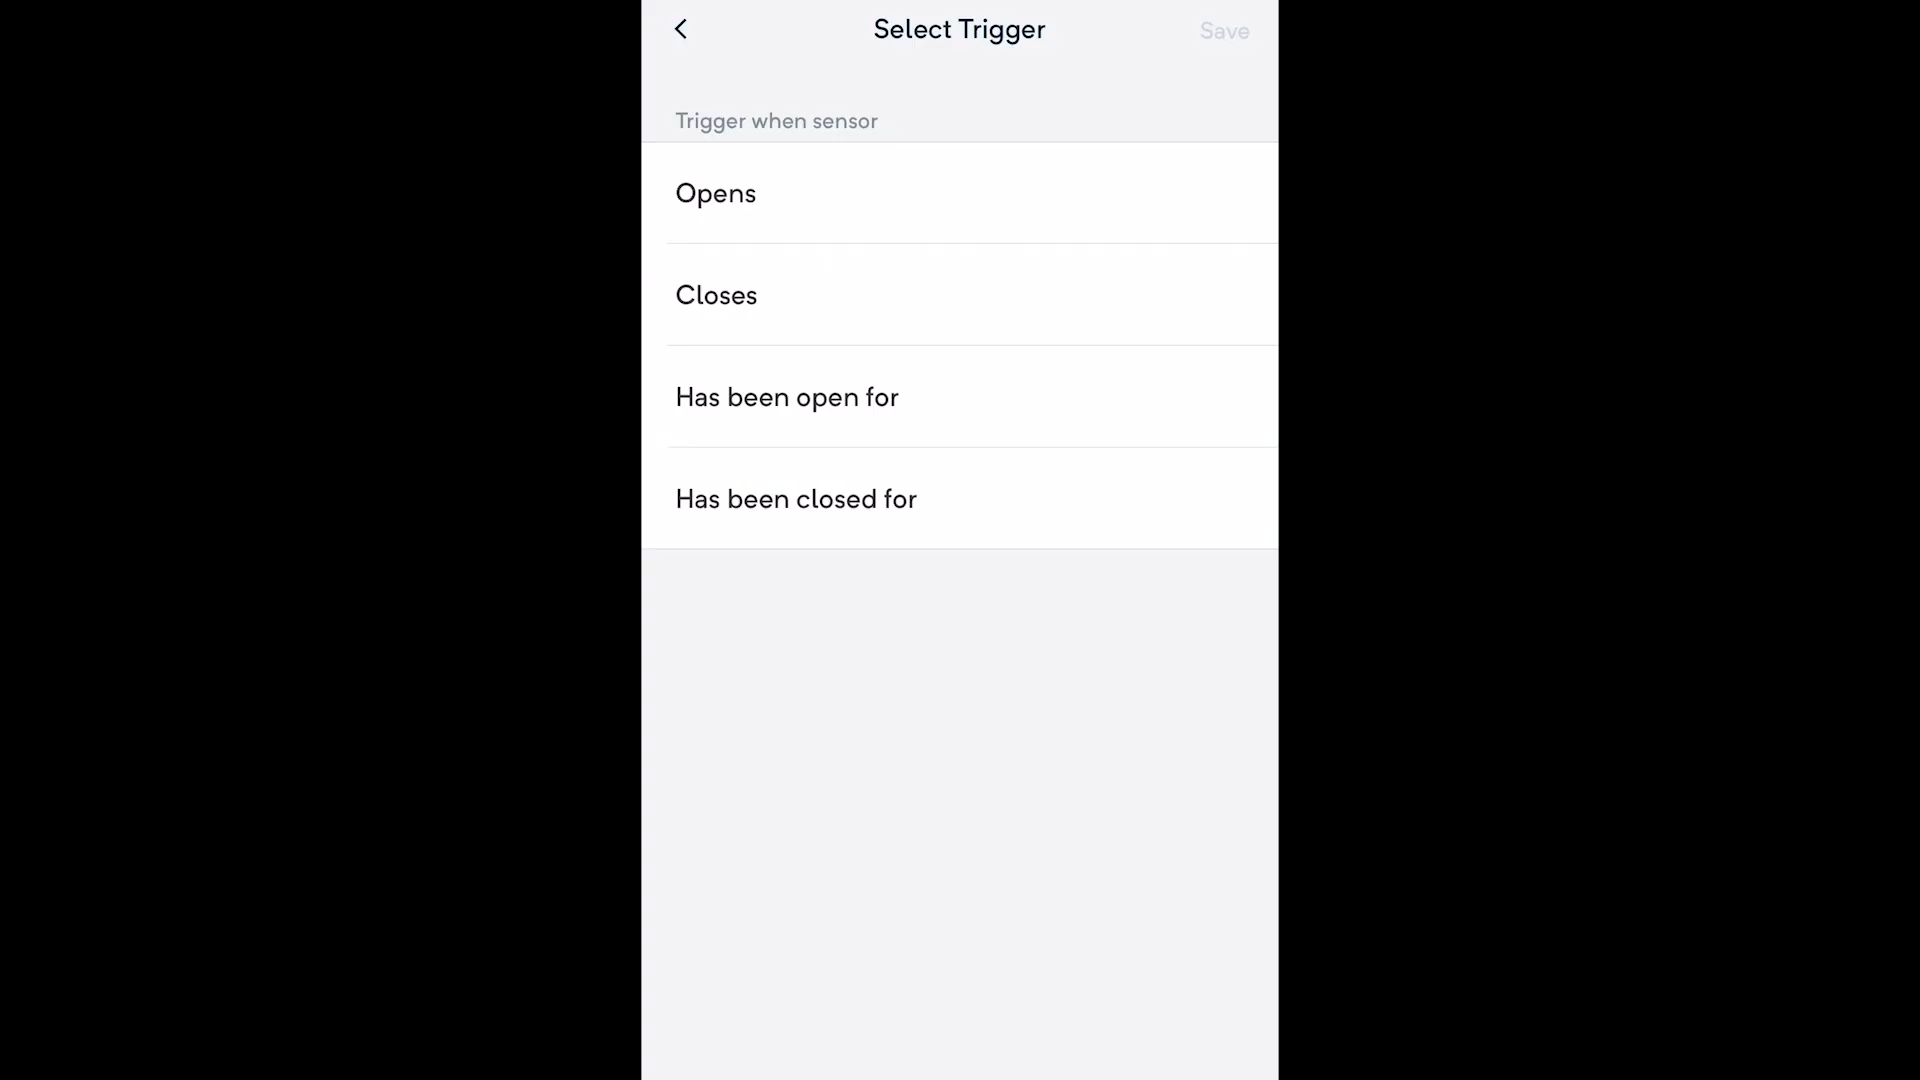 Select Trigger
Save
Trigger when sensor
Opens
Closes
Has been open for
Has been closed for